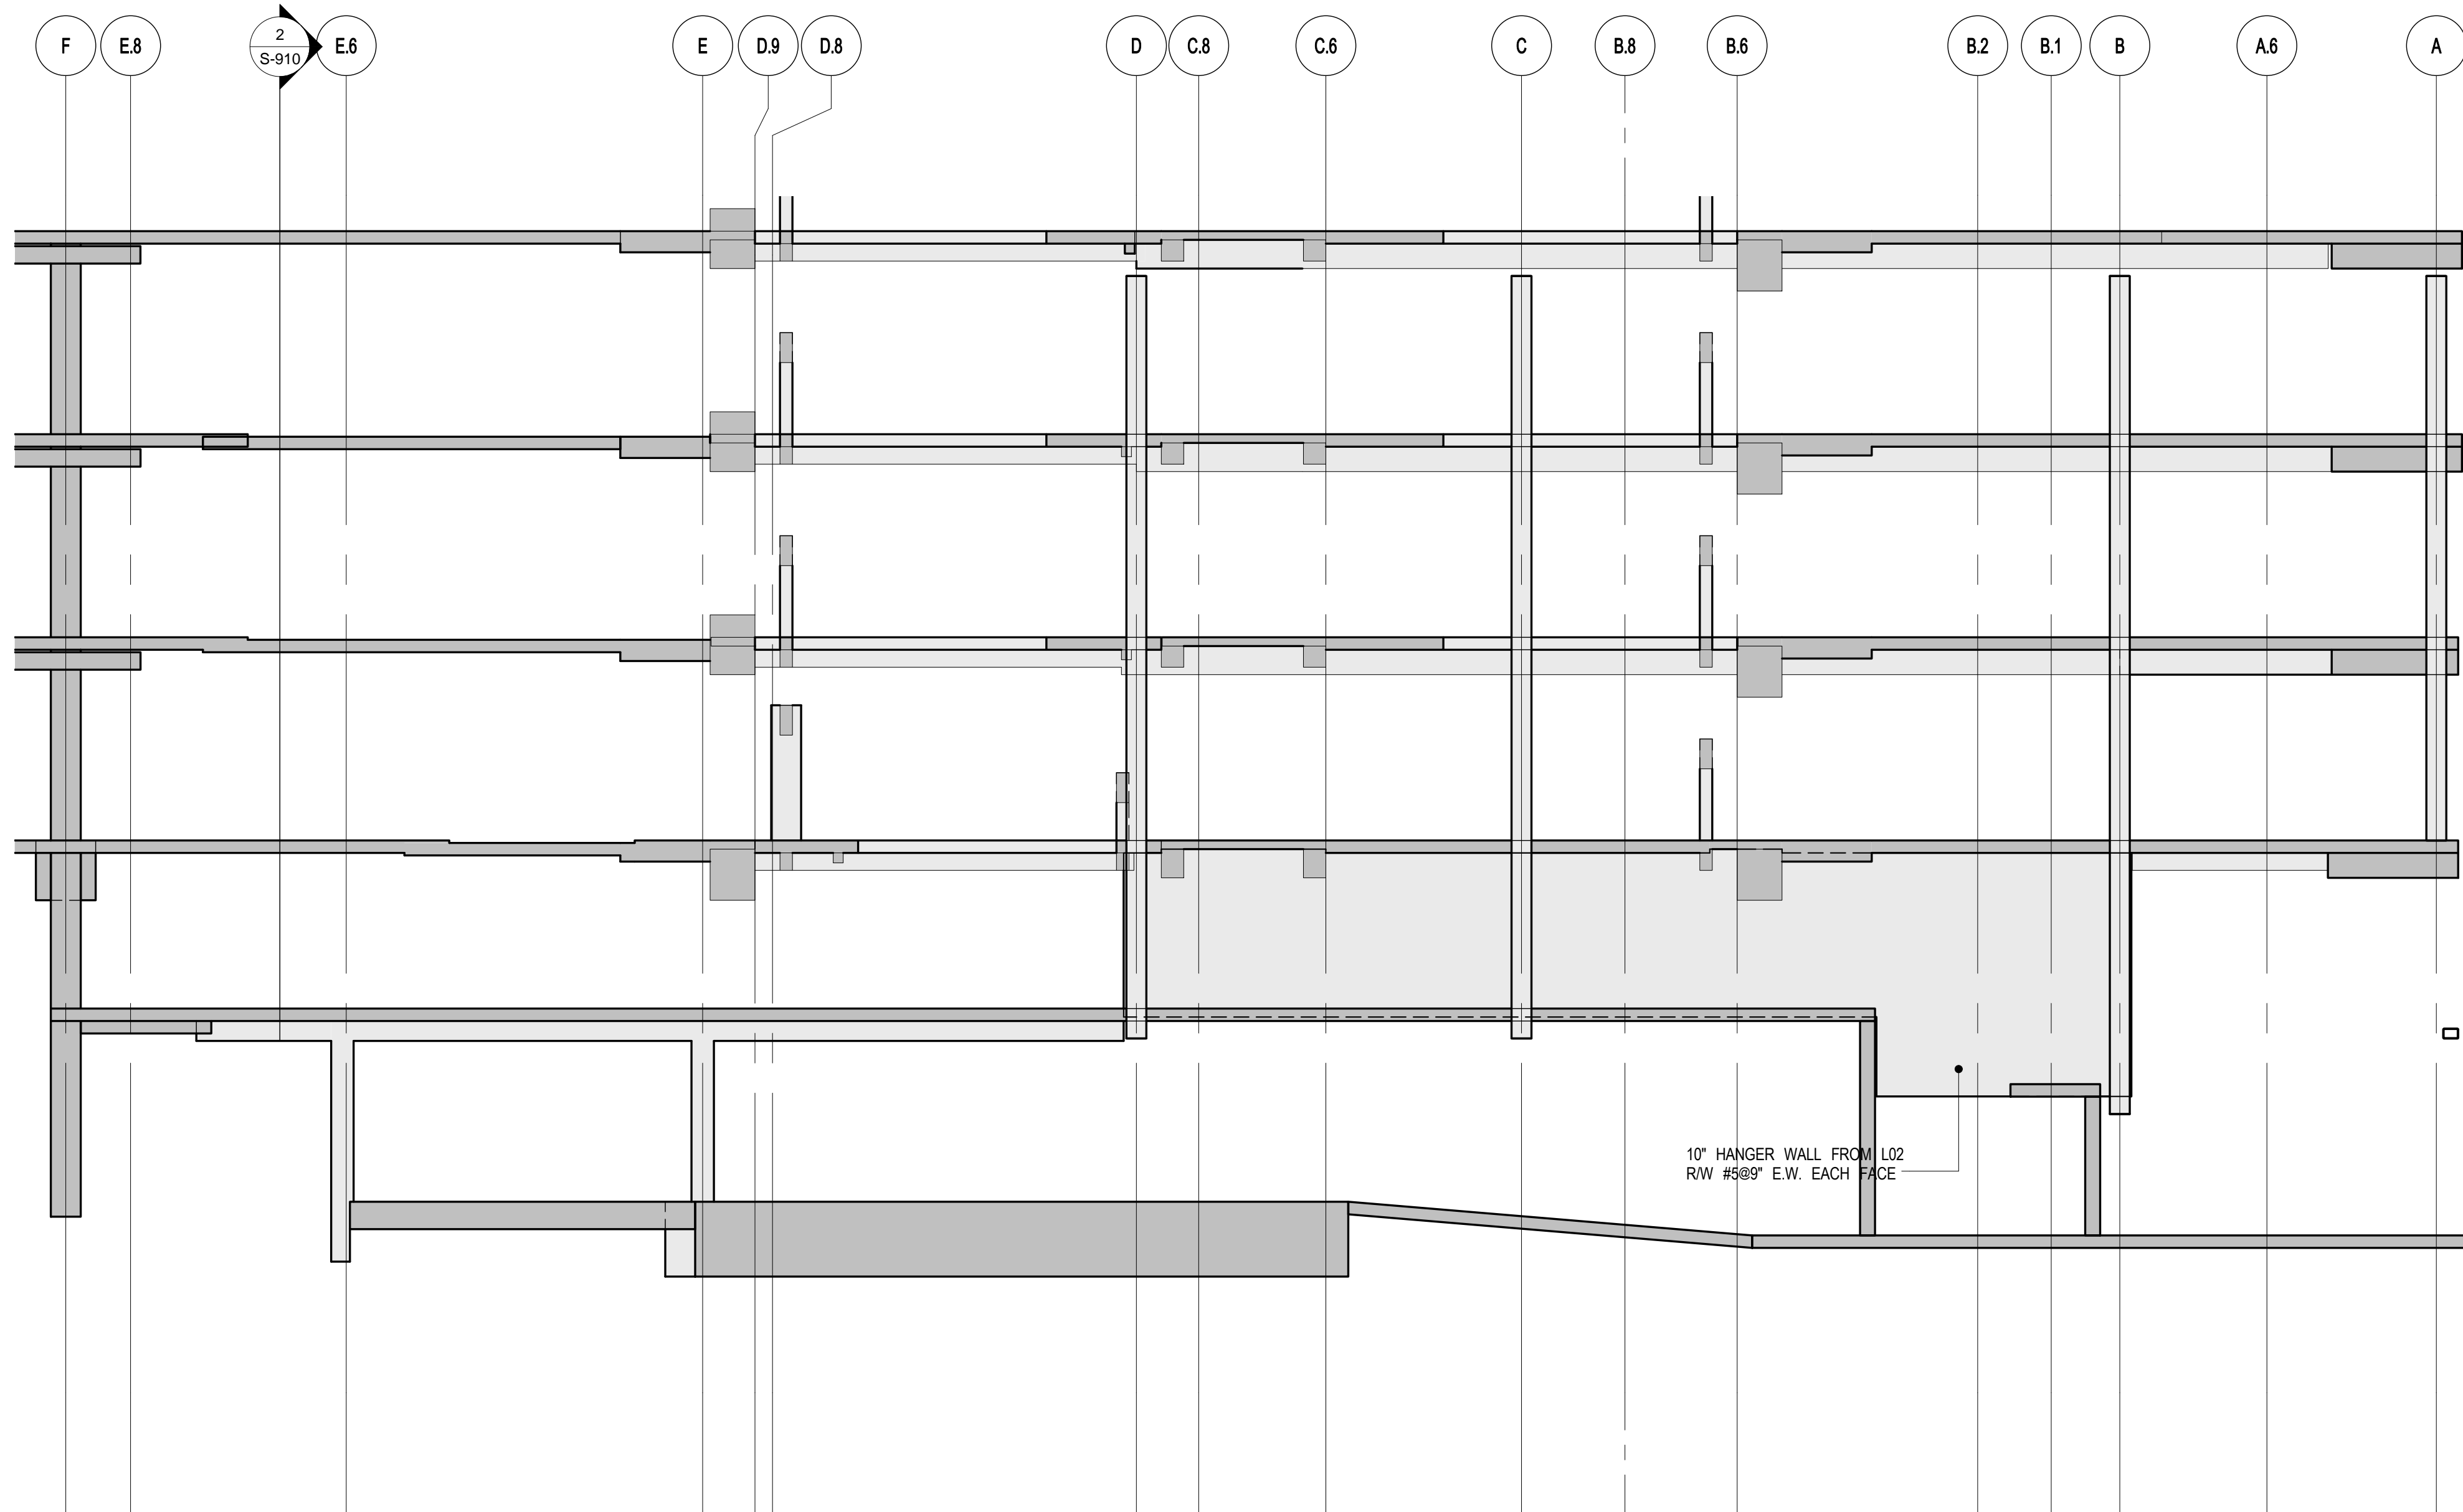 F
E.8
2
S-910
E.6
E
D.9
D.8
D
C.8
C.6
C
B.8
B.6
B.2
B.1
B
A.6
A
10" HANGER WALL FROM L02
R/W #5@9" E.W. EACH FACE